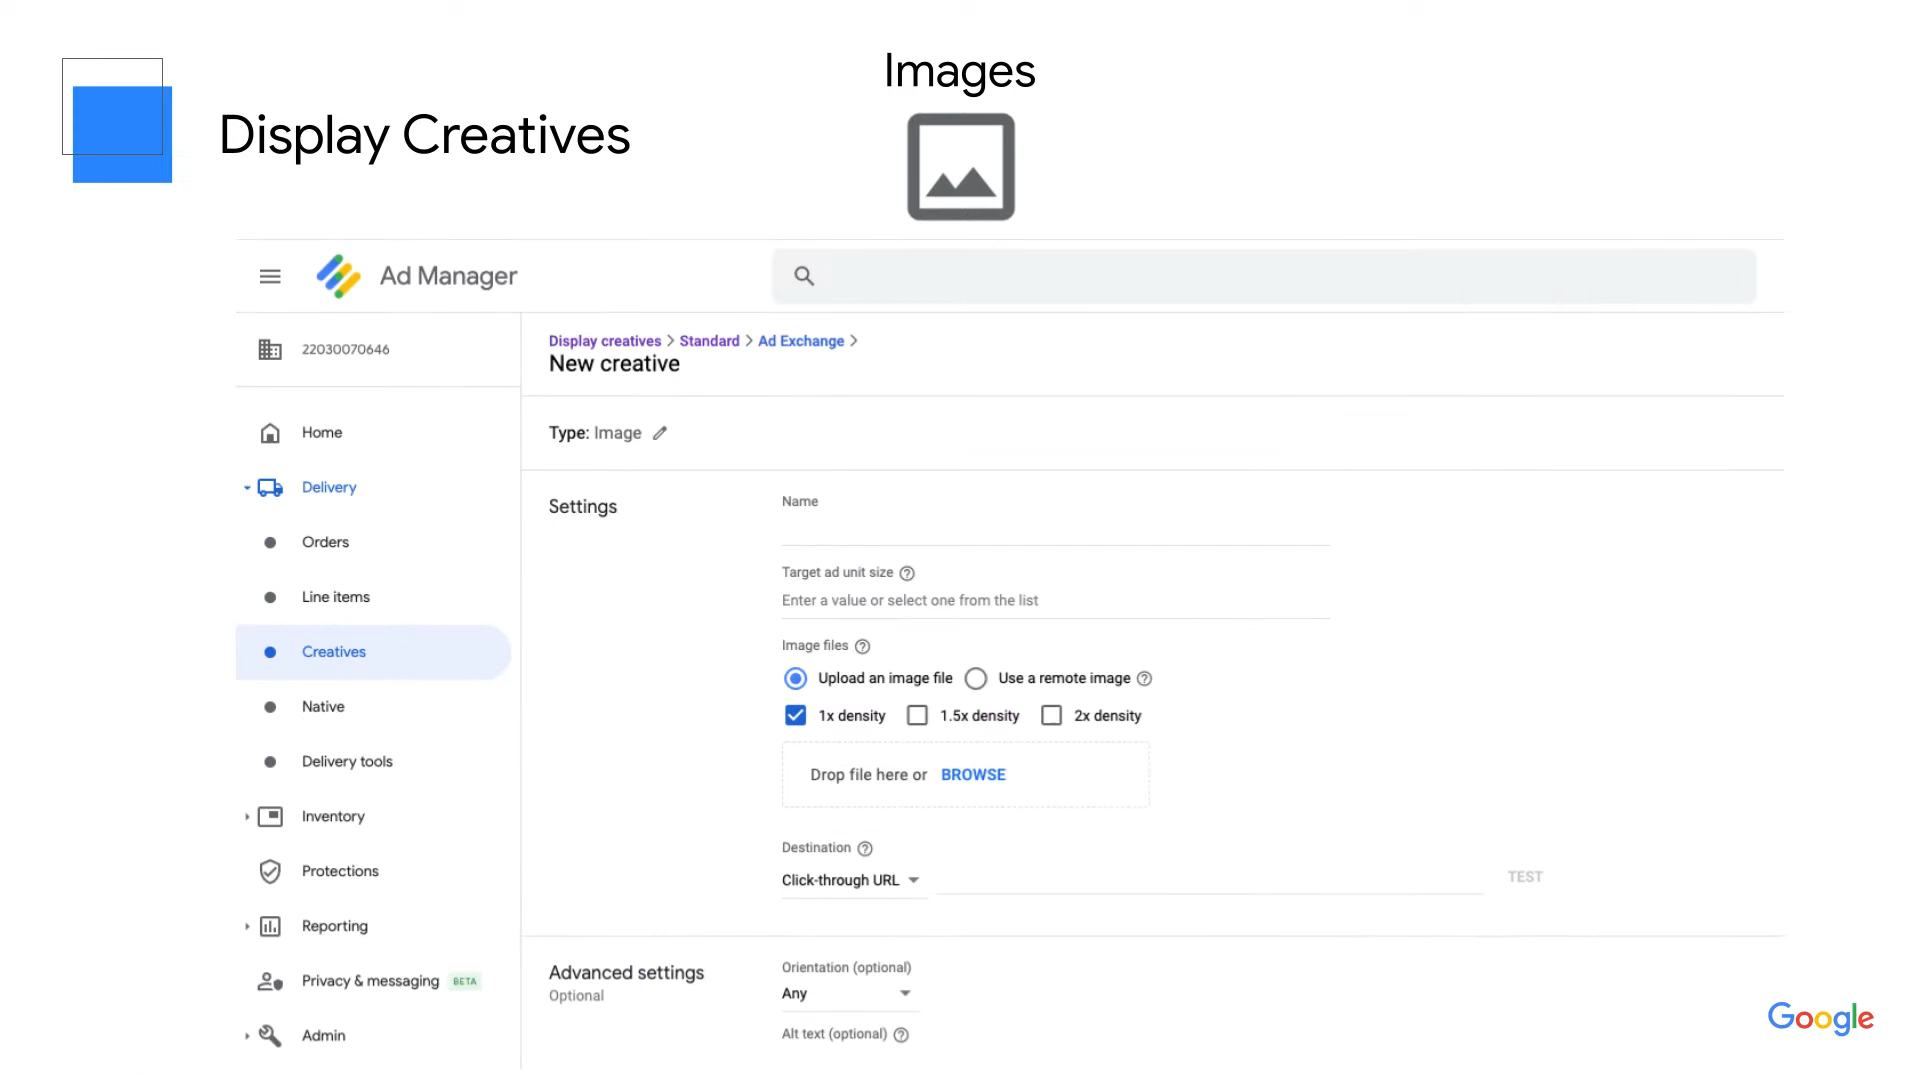 Images
Display Creatives
Ad Manager
22030070646
Display creatives > Standard > Ad Exchange >
New creative
Home
Type: Image
Delivery
Settings
Name
Orders
Target ad unit size
Line items
Enter a value or select one from the list
Image files
Creatives
Upload an image file Use a remote image
Native
1x density 1.5x density 2x density
Delivery tools
Drop file here or BROWSE
Inventory
Destination
Protections
Click-through URL TEST
Reporting
Advanced settings
Orientation (optional)
Privacy & messaging BETA
Optional
Any
Admin
Alt text (optional)
Google